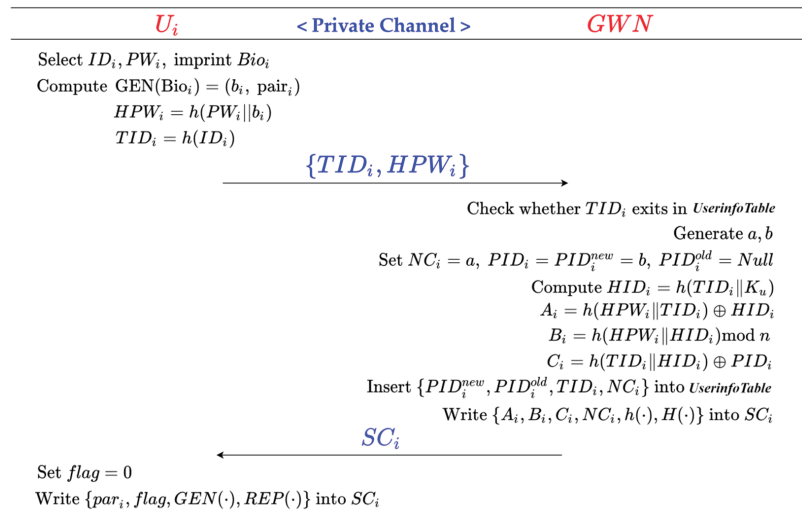 U_i < Private Channel > GWN
Select ID_i, PW_i, imprint Bio_i
Compute GEN(Bio_i) = (b_i, pair_i)
HPW_i = h(PW_i||b_i)
TID_i = h(ID_i)
{TID_i, HPW_i}
Check whether TID_i exits in UserinfoTable
Generate a, b
Set NC_i = a, PID_i = PID_i^{new} = b, PID_i^{old} = Null
Compute HID_i = h(TID_i||K_u)
A_i = h(HPW_i||TID_i) ⊕ HID_i
B_i = h(HPW_i||HID_i)mod n
C_i = h(TID_i||HID_i) ⊕ PID_i
Insert {PID_i^{new}, PID_i^{old}, TID_i, NC_i} into UserinfoTable
Write {A_i, B_i, C_i, NC_i, h(·), H(·)} into SC_i
SC_i
Set flag = 0
Write {par_i, flag, GEN(·), REP(·)} into SC_i